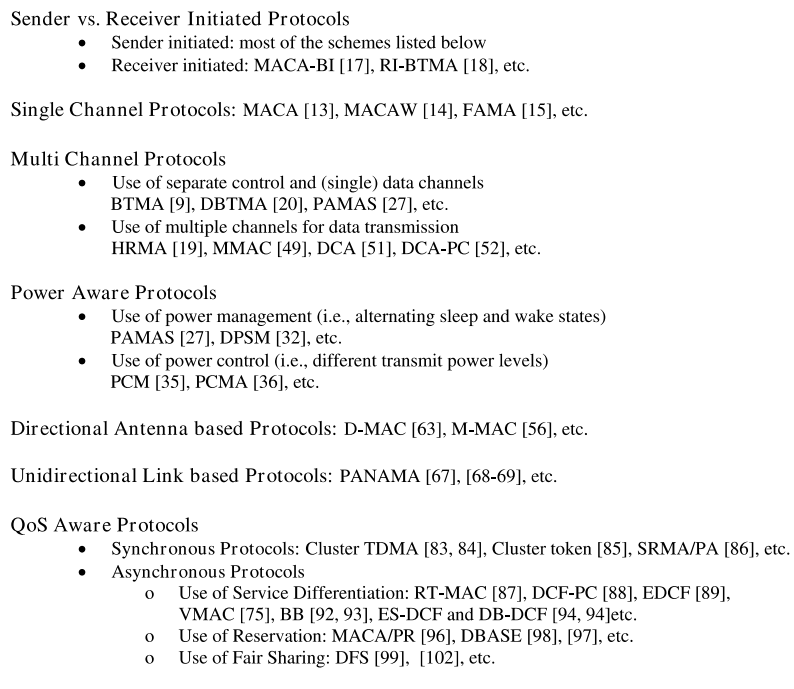 Sender vs. Receiver Initiated Protocols
• Sender initiated: most of the schemes listed below
• Receiver initiated: MACA-BI [17], RI-BTMA [18], etc.
Single Channel Protocols: MACA [13], MACAW [14], FAMA [15], etc.
Multi Channel Protocols
• Use of separate control and (single) data channels
BTMA [9], DBTMA [20], PAMAS [27], etc.
• Use of multiple channels for data transmission
HRMA [19], MMAC [49], DCA [51], DCA-PC [52], etc.
Power Aware Protocols
• Use of power management (i.e., alternating sleep and wake states)
PAMAS [27], DPSM [32], etc.
• Use of power control (i.e., different transmit power levels)
PCM [35], PCMA [36], etc.
Directional Antenna based Protocols: D-MAC [63], M-MAC [56], etc.
Unidirectional Link based Protocols: PANAMA [67], [68-69], etc.
QoS Aware Protocols
• Synchronous Protocols: Cluster TDMA [83, 84], Cluster token [85], SRMA/PA [86], etc.
• Asynchronous Protocols
o Use of Service Differentiation: RT-MAC [87], DCF-PC [88], EDCF [89],
VMAC [75], BB [92, 93], ES-DCF and DB-DCF [94, 94]etc.
o Use of Reservation: MACA/PR [96], DBASE [98], [97], etc.
o Use of Fair Sharing: DFS [99], [102], etc.